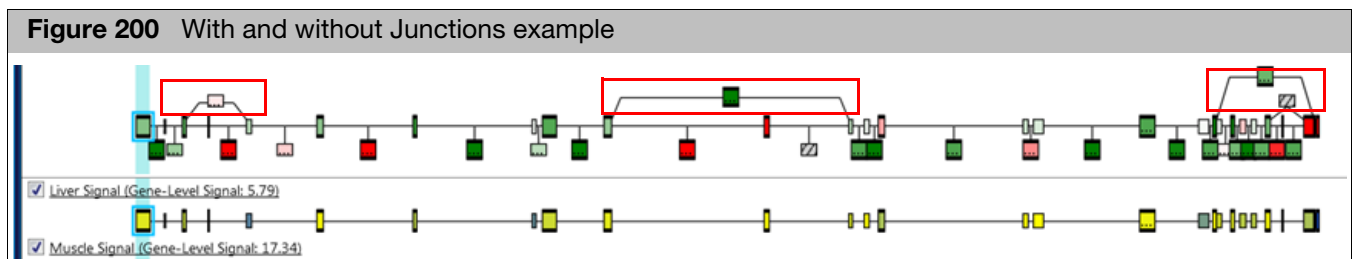 Figure 200 With and without Junctions example
Liver Signal (Gene-Level Signal: 5.79)
Muscle Signal (Gene-Level Signal: 17.34)